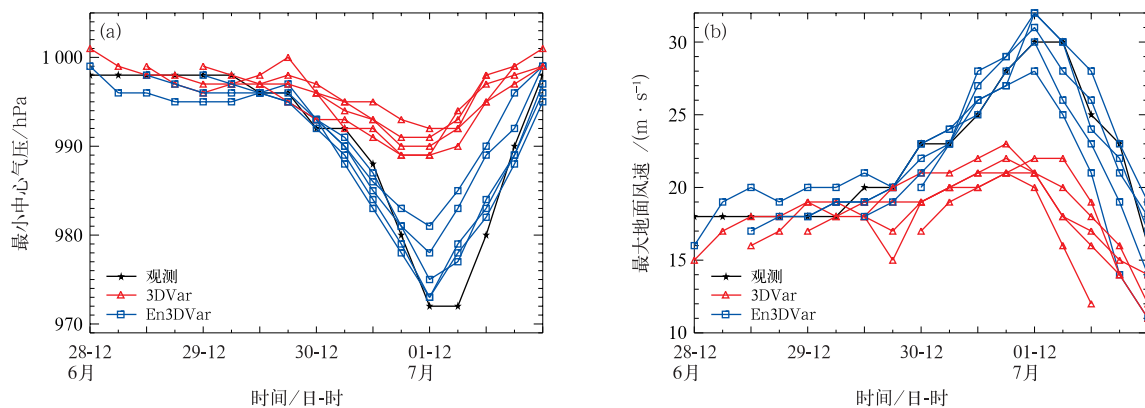 (a)
1 000
990
980
970
最小中心气压/hPa
观测
3DVar
En3DVar
28-12
29-12
30-12
01-12
6月
7月
时间/日-时
(b)
30
25
20
15
10
最大地面风速 /(m · s⁻¹)
观测
3DVar
En3DVar
28-12
29-12
30-12
01-12
6月
7月
时间/日-时